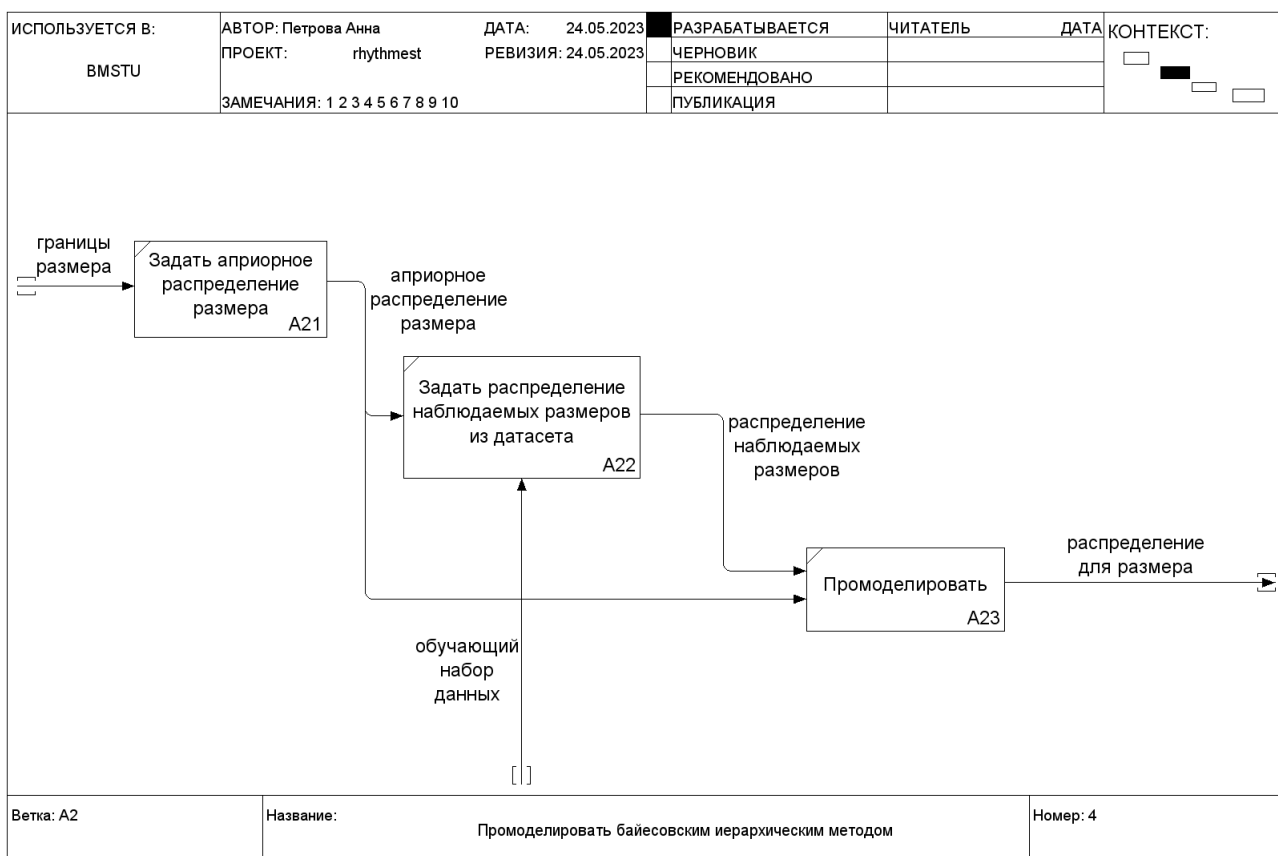 ИСПОЛЬЗУЕТСЯ В:
BMSTU
АВТОР: Петрова Анна
ДАТА: 24.05.2023
ПРОЕКТ: rhythmest
РЕВИЗИЯ: 24.05.2023
ЗАМЕЧАНИЯ: 1 2 3 4 5 6 7 8 9 10
РАЗРАБАТЫВАЕТСЯ
ЧЕРНОВИК
РЕКОМЕНДОВАНО
ПУБЛИКАЦИЯ
ЧИТАТЕЛЬ ДАТА
КОНТЕКСТ:
границы
размера
Задать априорное
распределение
размера
A21
априорное
распределение
размера
Задать распределение
наблюдаемых размеров
из датасета
A22
распределение
наблюдаемых
размеров
Промоделировать
A23
распределение
для размера
обучающий
набор
данных
Ветка: A2
Название:
Промоделировать байесовским иерархическим методом
Номер: 4